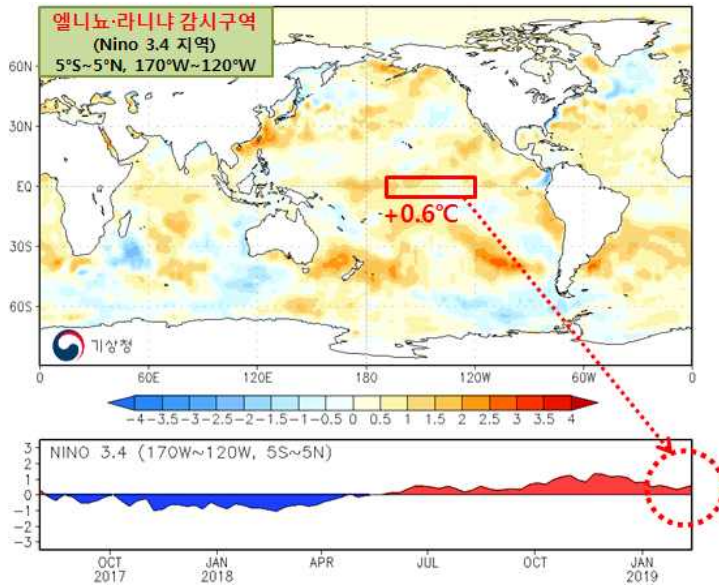 엘니뇨·라니냐 감시구역
(Nino 3.4 지역)
5°S~5°N, 170°W~120°W
60N
30N
EQ
30S
60S
+0.6℃
기상청
0 60E 120E 180 120W 60W 0
-4 -3.5 -3 -2.5 -2 -1.5 -1 -0.5 0 0.5 1 1.5 2 2.5 3 3.5 4
NINO 3.4 (170W~120W, 5S~5N)
3
2
1
0
-1
-2
-3
OCT JAN APR JUL OCT JAN
2017 2018 2019